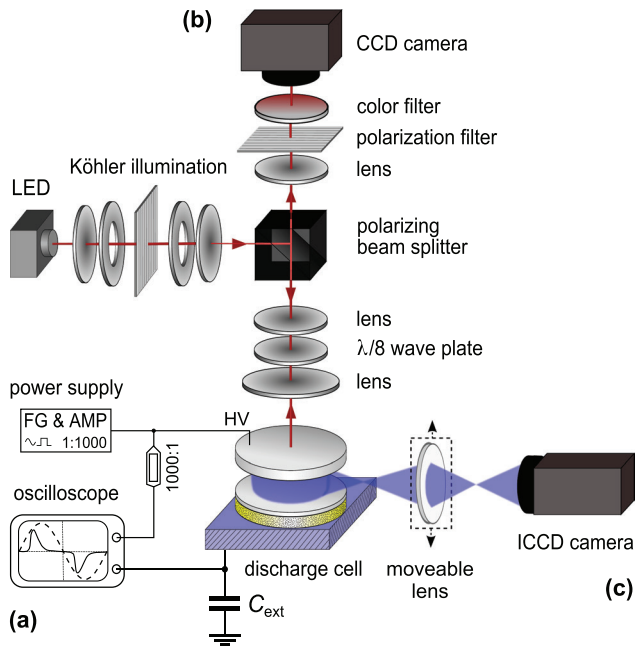 (b)
CCD camera
color filter
polarization filter
lens
Köhler illumination
LED
polarizing
beam splitter
lens
λ/8 wave plate
lens
power supply
FG & AMP
1:1000
HV
1000:1
oscilloscope
discharge cell
moveable
lens
ICCD camera
(c)
Cext
(a)